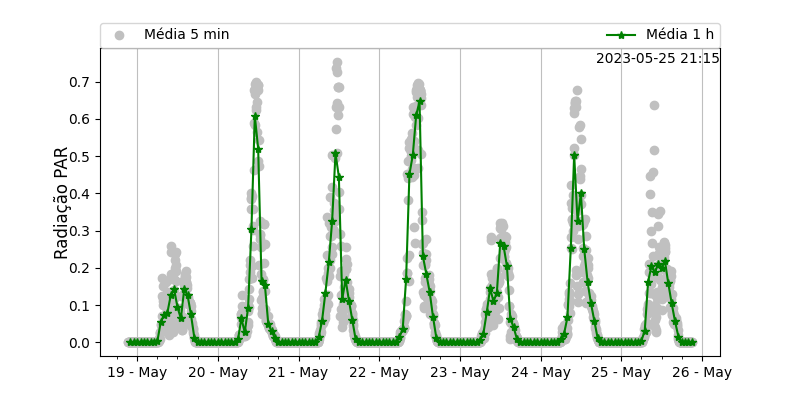 Média 5 min
Média 1 h
2023-05-25 21:15
Radiação PAR
0.7
0.6
0.5
0.4
0.3
0.2
0.1
0.0
19 - May
20 - May
21 - May
22 - May
23 - May
24 - May
25 - May
26 - May